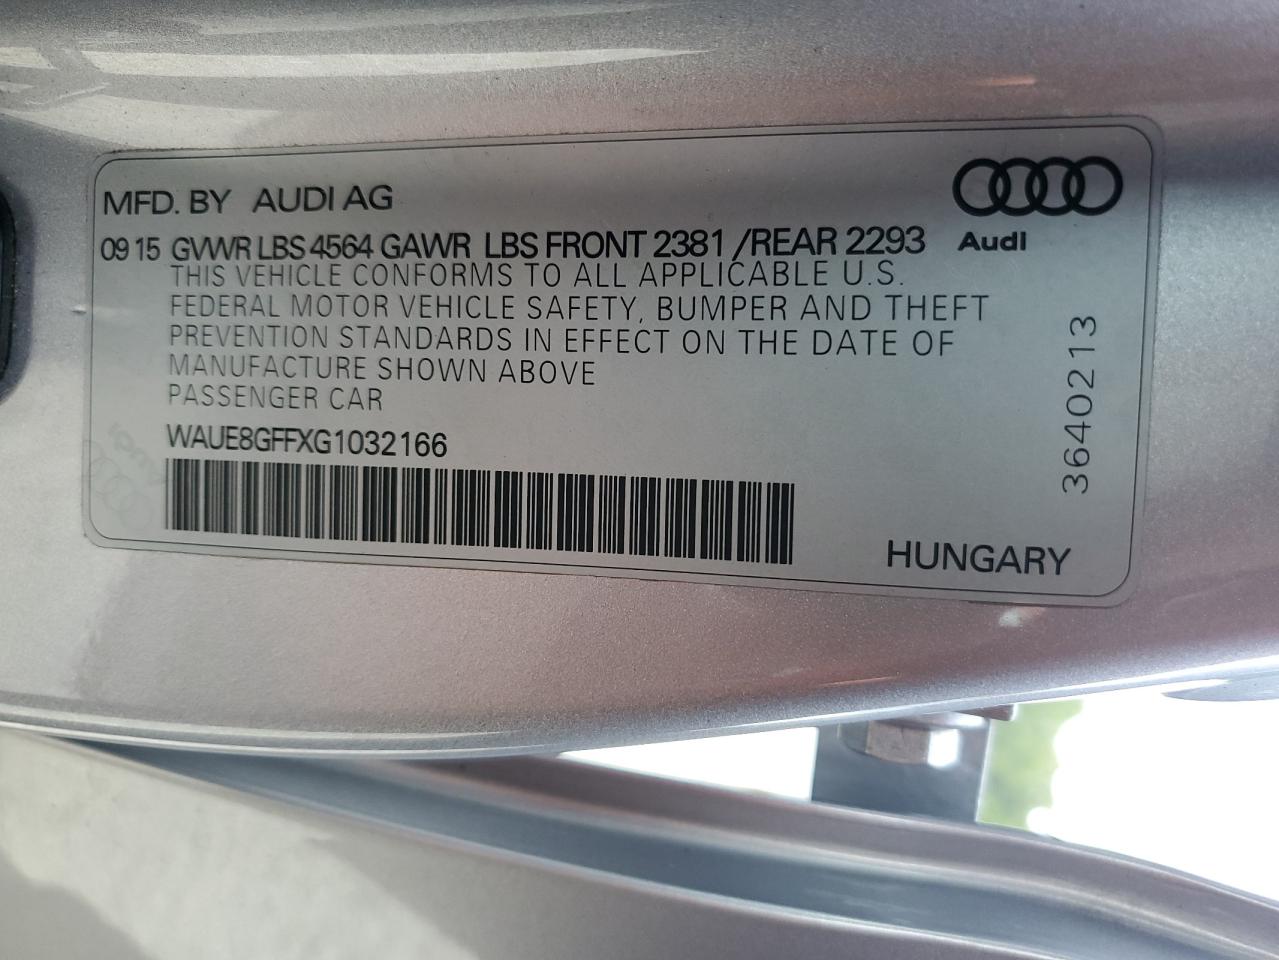 MFD. BY AUDI AG
09 15 GVWR LBS 4564 GAWR LBS FRONT 2381 /REAR 2293
Audi
THIS VEHICLE CONFORMS TO ALL APPLICABLE U.S.
FEDERAL MOTOR VEHICLE SAFETY, BUMPER AND THEFT
PREVENTION STANDARDS IN EFFECT ON THE DATE OF
MANUFACTURE SHOWN ABOVE
PASSENGER CAR
WAUE8GFFXG1032166
3640213
HUNGARY